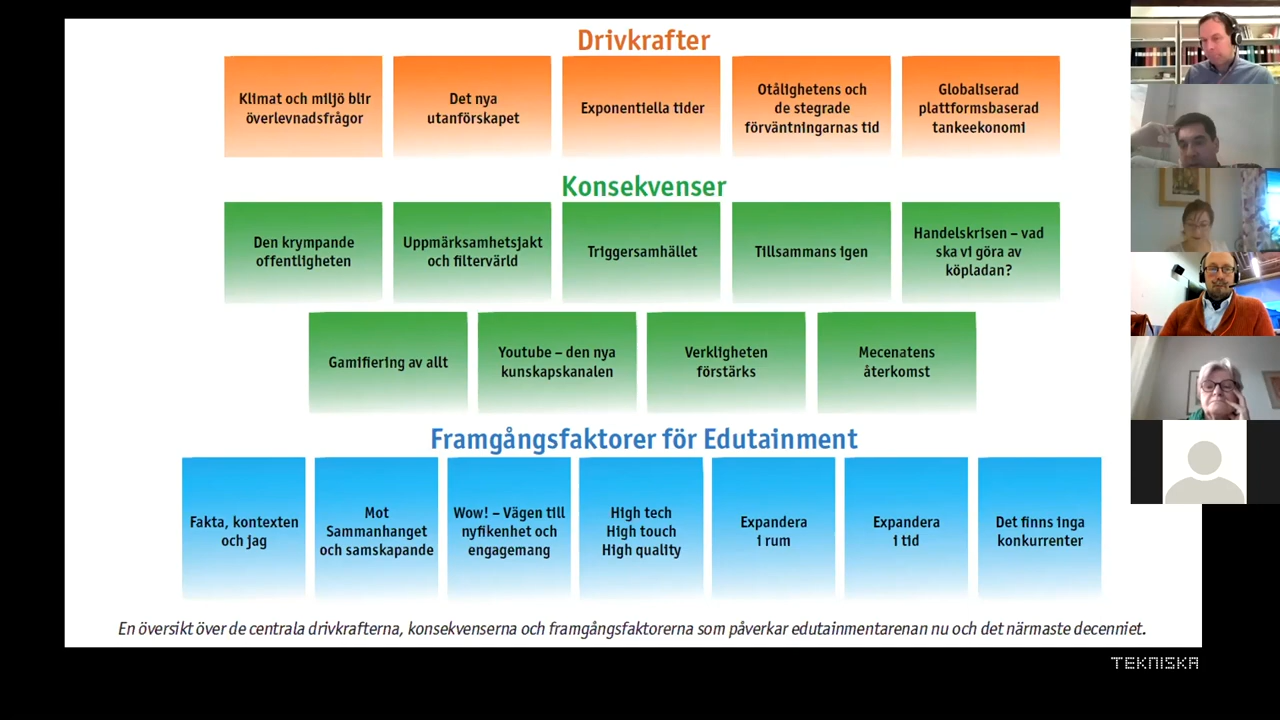 Drivkrafter
Klimat och miljö blir
överlevnadsfrågor
Det nya
utanförskapet
Exponentiella tider
Otålighetens och
de stegrade
förväntningarnas tid
Globaliserad
plattformsbaserad
tankeekonomi
Konsekvenser
Den krympande
offentligheten
Uppmärksamhetsjakt
och filtervärld
Triggersamhället
Tillsammans igen
Handelskrisen – vad
ska vi göra av
köpladan?
Gamifiering av allt
Youtube – den nya
kunskapskanalen
Verkligheten
förstärks
Mecenatens
återkomst
Framgångsfaktorer för Edutainment
Fakta, kontexten
och jag
Mot
Sammanhanget
och samskapande
Wow! – Vägen till
nyfikenhet och
engagemang
High tech
High touch
High quality
Expandera
i rum
Expandera
i tid
Det finns inga
konkurrenter
En översikt över de centrala drivkrafterna, konsekvenserna och framgångsfaktorerna som påverkar edutainmentarenan nu och det närmaste decenniet.
TEKNISKA